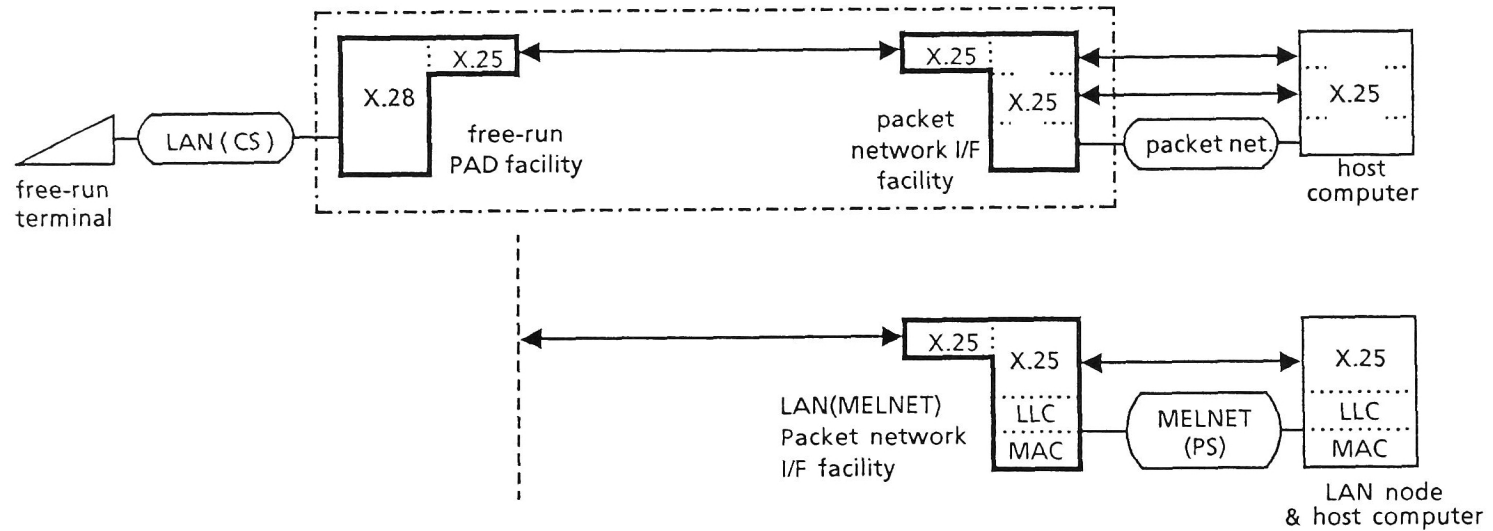 X.25
X.28
LAN ( CS )
free-run
terminal
free-run
PAD facility
X.25
X.25
packet
network I/F
facility
packet net.
X.25
host
computer
X.25
X.25
LLC
MAC
LAN(MELNET)
Packet network
I/F facility
MELNET
(PS)
X.25
LLC
MAC
LAN node
& host computer